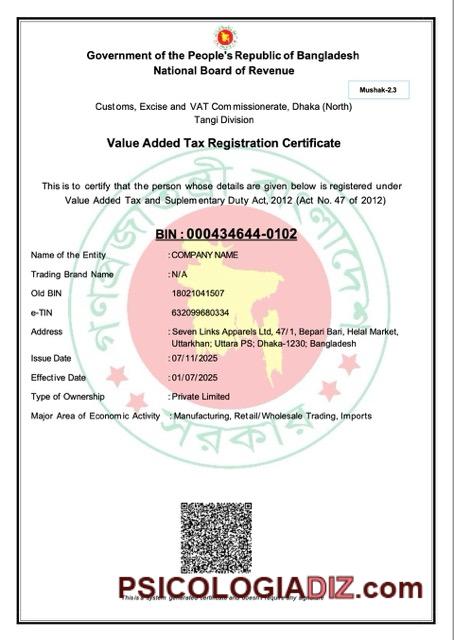 Government of the People's Republic of Bangladesh
National Board of Revenue
Mushak-2.3
Customs, Excise and VAT Commissionerate, Dhaka (North)
Tangi Division
Value Added Tax Registration Certificate
গণপ্রজাতন্ত্রী বাংলাদেশ
This is to certify that the person whose details are given below is registered under
Value Added Tax and Suplementary Duty Act, 2012 (Act No. 47 of 2012)
BIN : 000434644-0102
Name of the Entity : COMPANY NAME
Trading Brand Name : N/A
Old BIN 18021041507
e-TIN 632099680334
Address : Seven Links Apparels Ltd, 47/1, Bepari Bari, Helal Market,
Uttarkhan; Uttara PS; Dhaka-1230; Bangladesh
Issue Date : 07/11/2025
Effective Date : 01/07/2025
Type of Ownership : Private Limited
Major Area of Economic Activity : Manufacturing, Retail/Wholesale Trading, Imports
সরকার
PSICOLOGIADIZ.com
This is a system generated certificate and doesn't require any signature